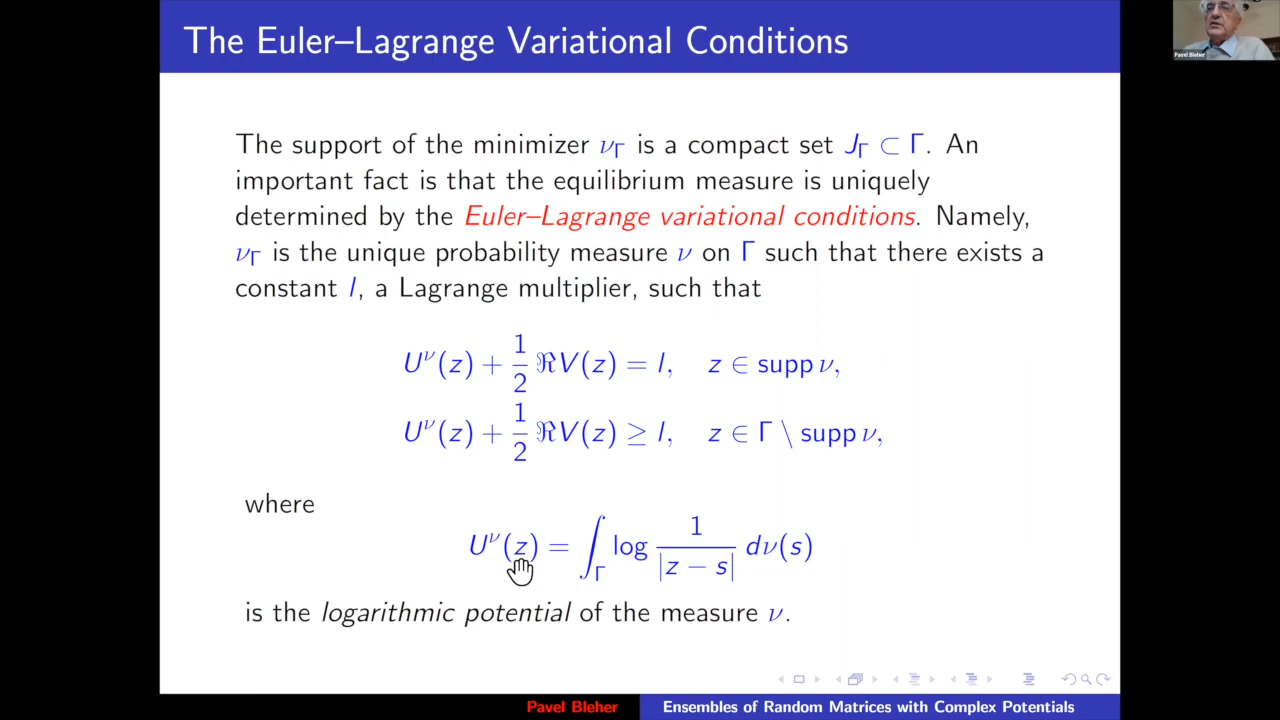 The Euler–Lagrange Variational Conditions
Pavel Bleher
The support of the minimizer ν_Γ is a compact set J_Γ ⊂ Γ. An
important fact is that the equilibrium measure is uniquely
determined by the Euler–Lagrange variational conditions. Namely,
ν_Γ is the unique probability measure ν on Γ such that there exists a
constant l, a Lagrange multiplier, such that
U^ν(z) + 1/2 ℜV(z) = l, z ∈ supp ν,
U^ν(z) + 1/2 ℜV(z) ≥ l, z ∈ Γ \ supp ν,
where
U^ν(z) = ∫_Γ log 1/|z − s| dν(s)
is the logarithmic potential of the measure ν.
Pavel Bleher Ensembles of Random Matrices with Complex Potentials